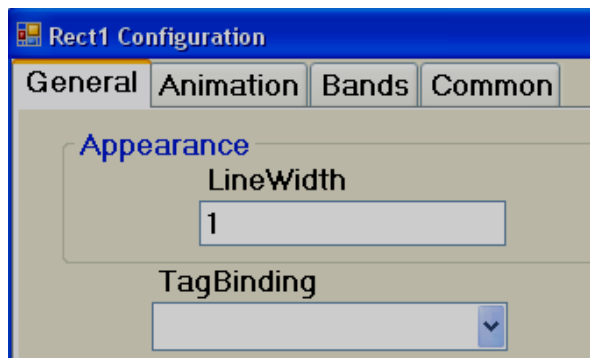 Rect1 Configuration
General Animation Bands Common
Appearance
LineWidth
1
TagBinding